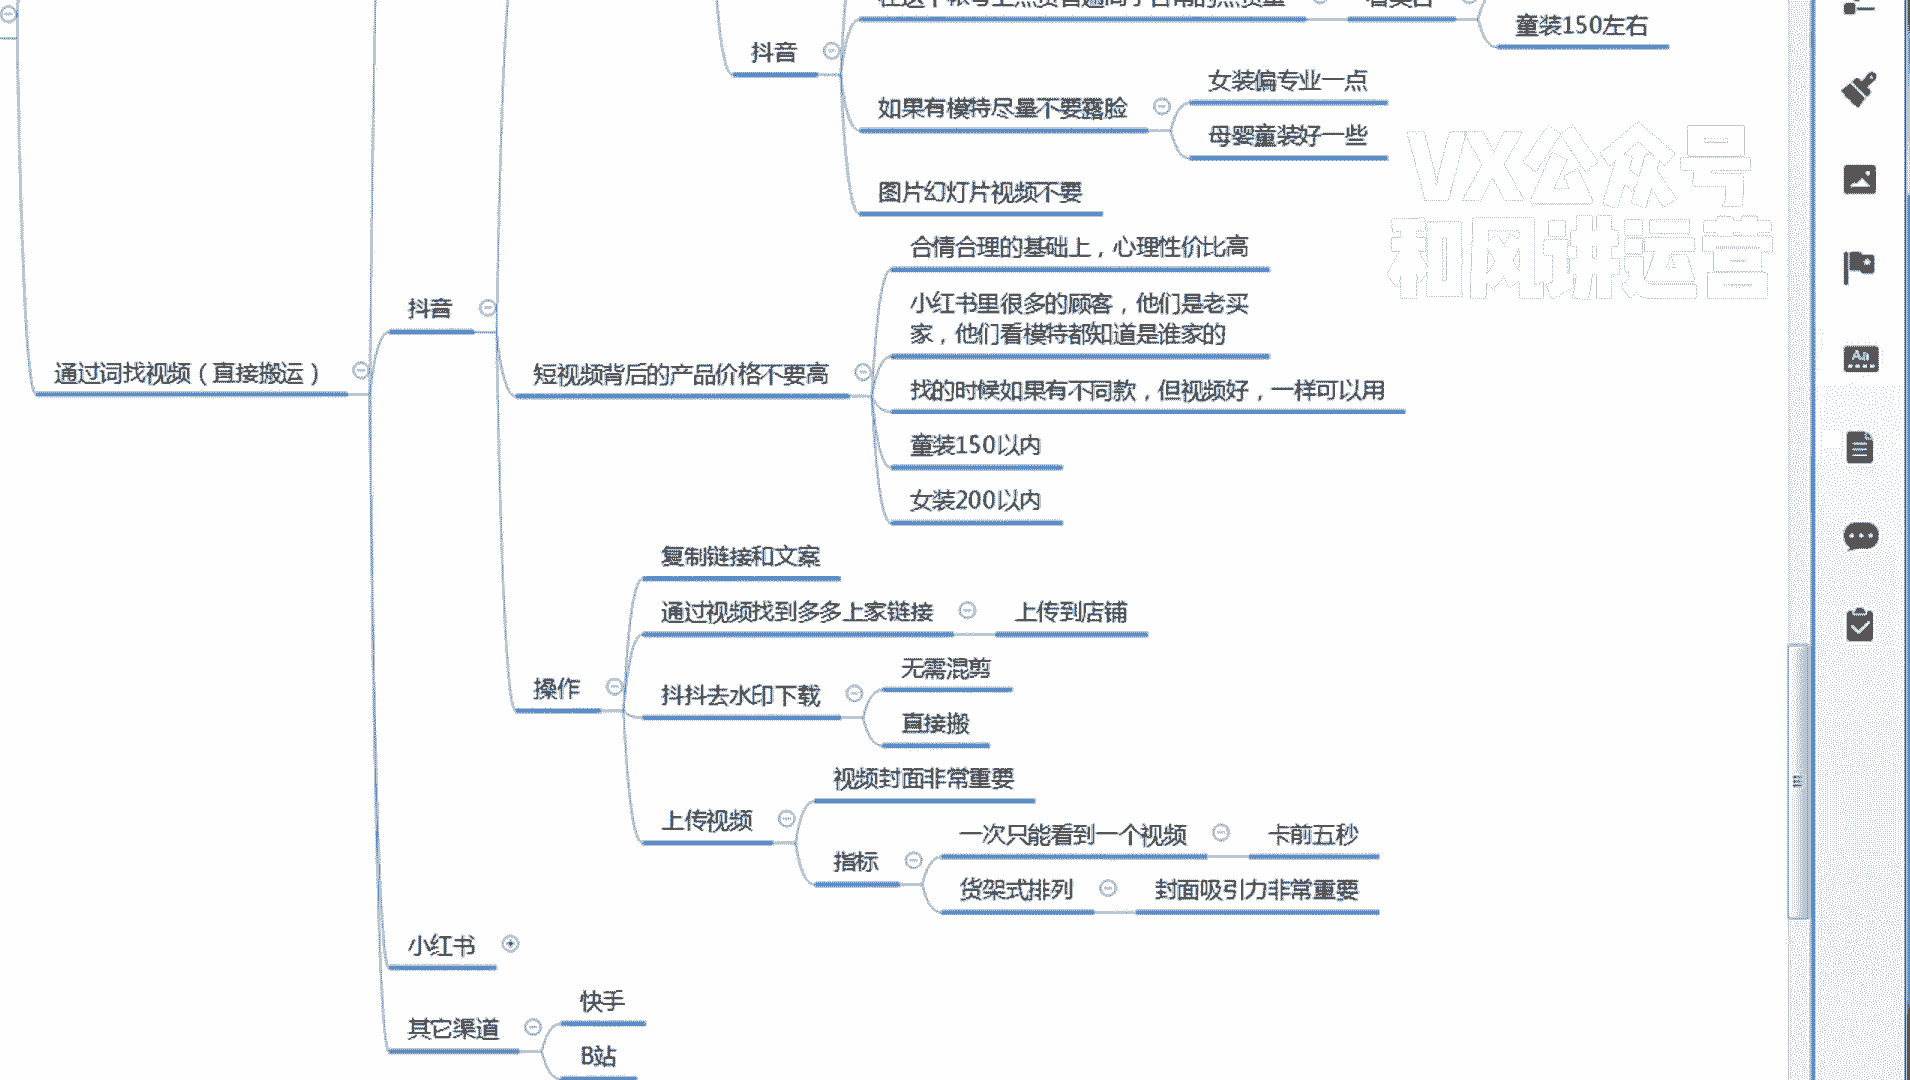 童装150左右
抖音
女装偏专业一点
如果有模特尽量不要露脸
母婴童装好一些
图片幻灯片视频不要
VX公众号
和风讲运营
合情合理的基础上，心理性价比高
小红书里很多的顾客，他们是老买
家，他们看模特都知道是谁家的
抖音
通过词找视频（直接搬运）
短视频背后的产品价格不要高
找的时候如果有不同款，但视频好，一样可以用
童装150以内
女装200以内
复制链接和文案
通过视频找到多多上家链接
上传到店铺
无需混剪
操作
抖抖去水印下载
直接搬
视频封面非常重要
上传视频
一次只能看到一个视频
卡前五秒
指标
货架式排列
封面吸引力非常重要
小红书
快手
其它渠道
B站
Aa